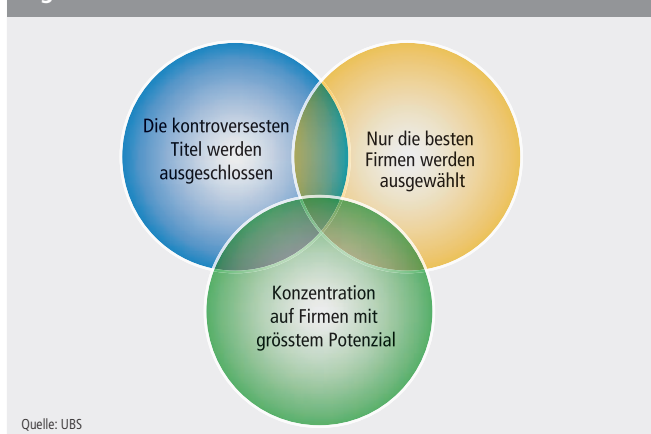 Die kontroversesten
Titel werden
ausgeschlossen
Nur die besten
Firmen werden
ausgewählt
Konzentration
auf Firmen mit
grösstem Potenzial
Quelle: UBS